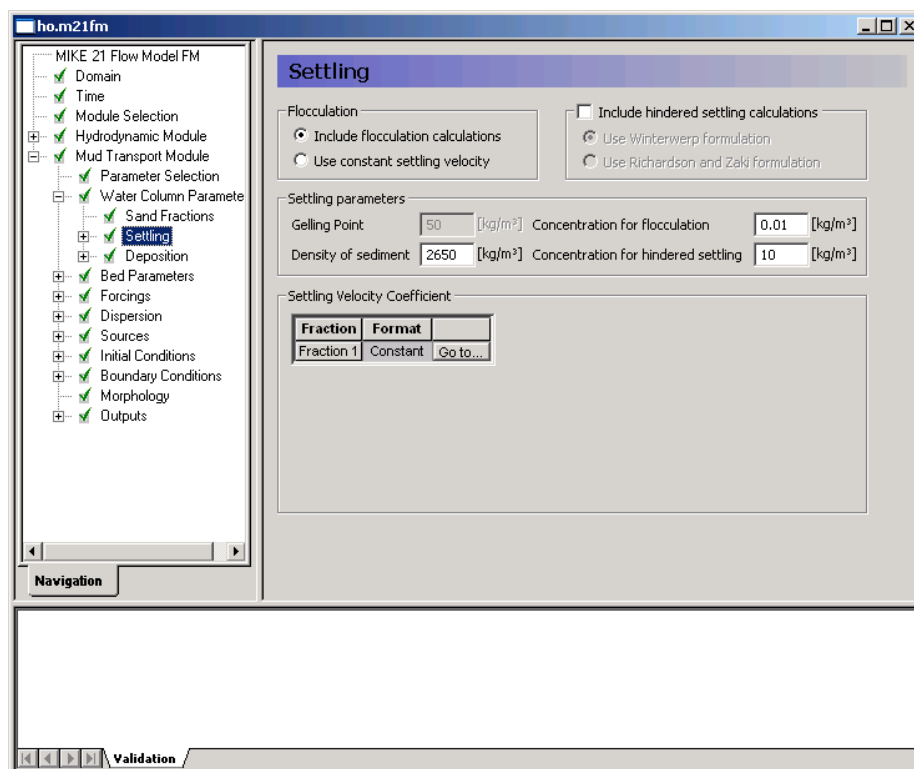 ho.m21fm
MIKE 21 Flow Model FM
Domain
Time
Module Selection
Hydrodynamic Module
Mud Transport Module
Parameter Selection
Water Column Paramete
Sand Fractions
Settling
Deposition
Bed Parameters
Forcings
Dispersion
Sources
Initial Conditions
Boundary Conditions
Morphology
Outputs
Navigation
Settling
Flocculation
Include flocculation calculations
Use constant settling velocity
Include hindered settling calculations
Use Winterwerp formulation
Use Richardson and Zaki formulation
Settling parameters
Gelling Point 50 [kg/m³] Concentration for flocculation 0.01 [kg/m³]
Density of sediment 2650 [kg/m³] Concentration for hindered settling 10 [kg/m³]
Settling Velocity Coefficient
Fraction Format
Fraction 1 Constant Go to...
Validation